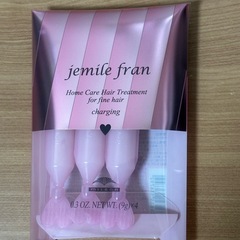 jemile fran
Home Care Hair Treatment
for fine hair
charging
0.3 OZ. NET WT. (9g)×4